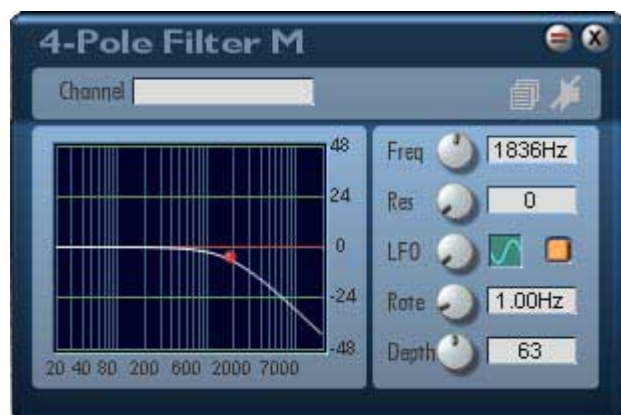 4-Pole Filter M
Channel
48
24
0
-24
-48
20 40 80 200 600 2000 7000
Freq 1836Hz
Res 0
LFO
Rate 1.00Hz
Depth 63